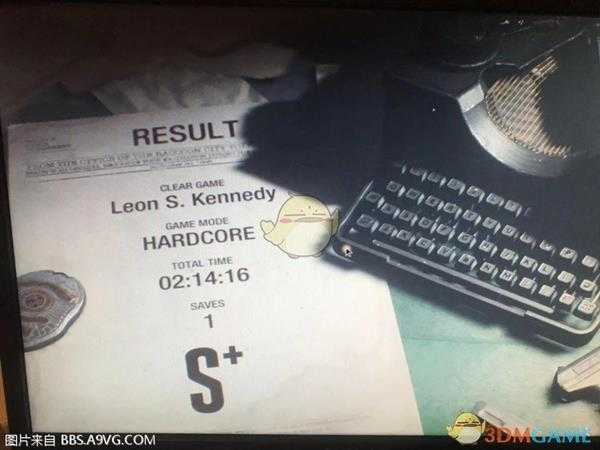 RESULT
CLEAR GAME
Leon S. Kennedy
GAME MODE
HARDCORE
TOTAL TIME
02:14:16
SAVES
1
S+
图片来自 BBS.A9VG.COM
3DMGAME